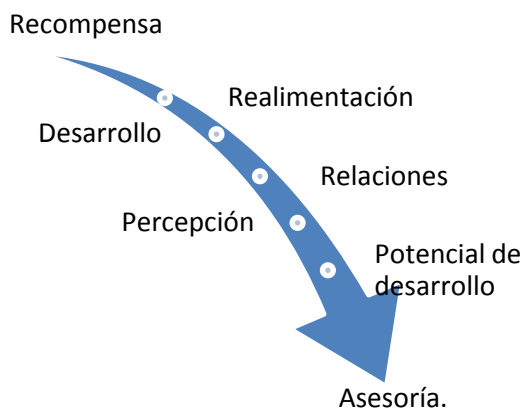 Recompensa
Realimentación
Desarrollo
Relaciones
Percepción
Potencial de
desarrollo
Asesoría.